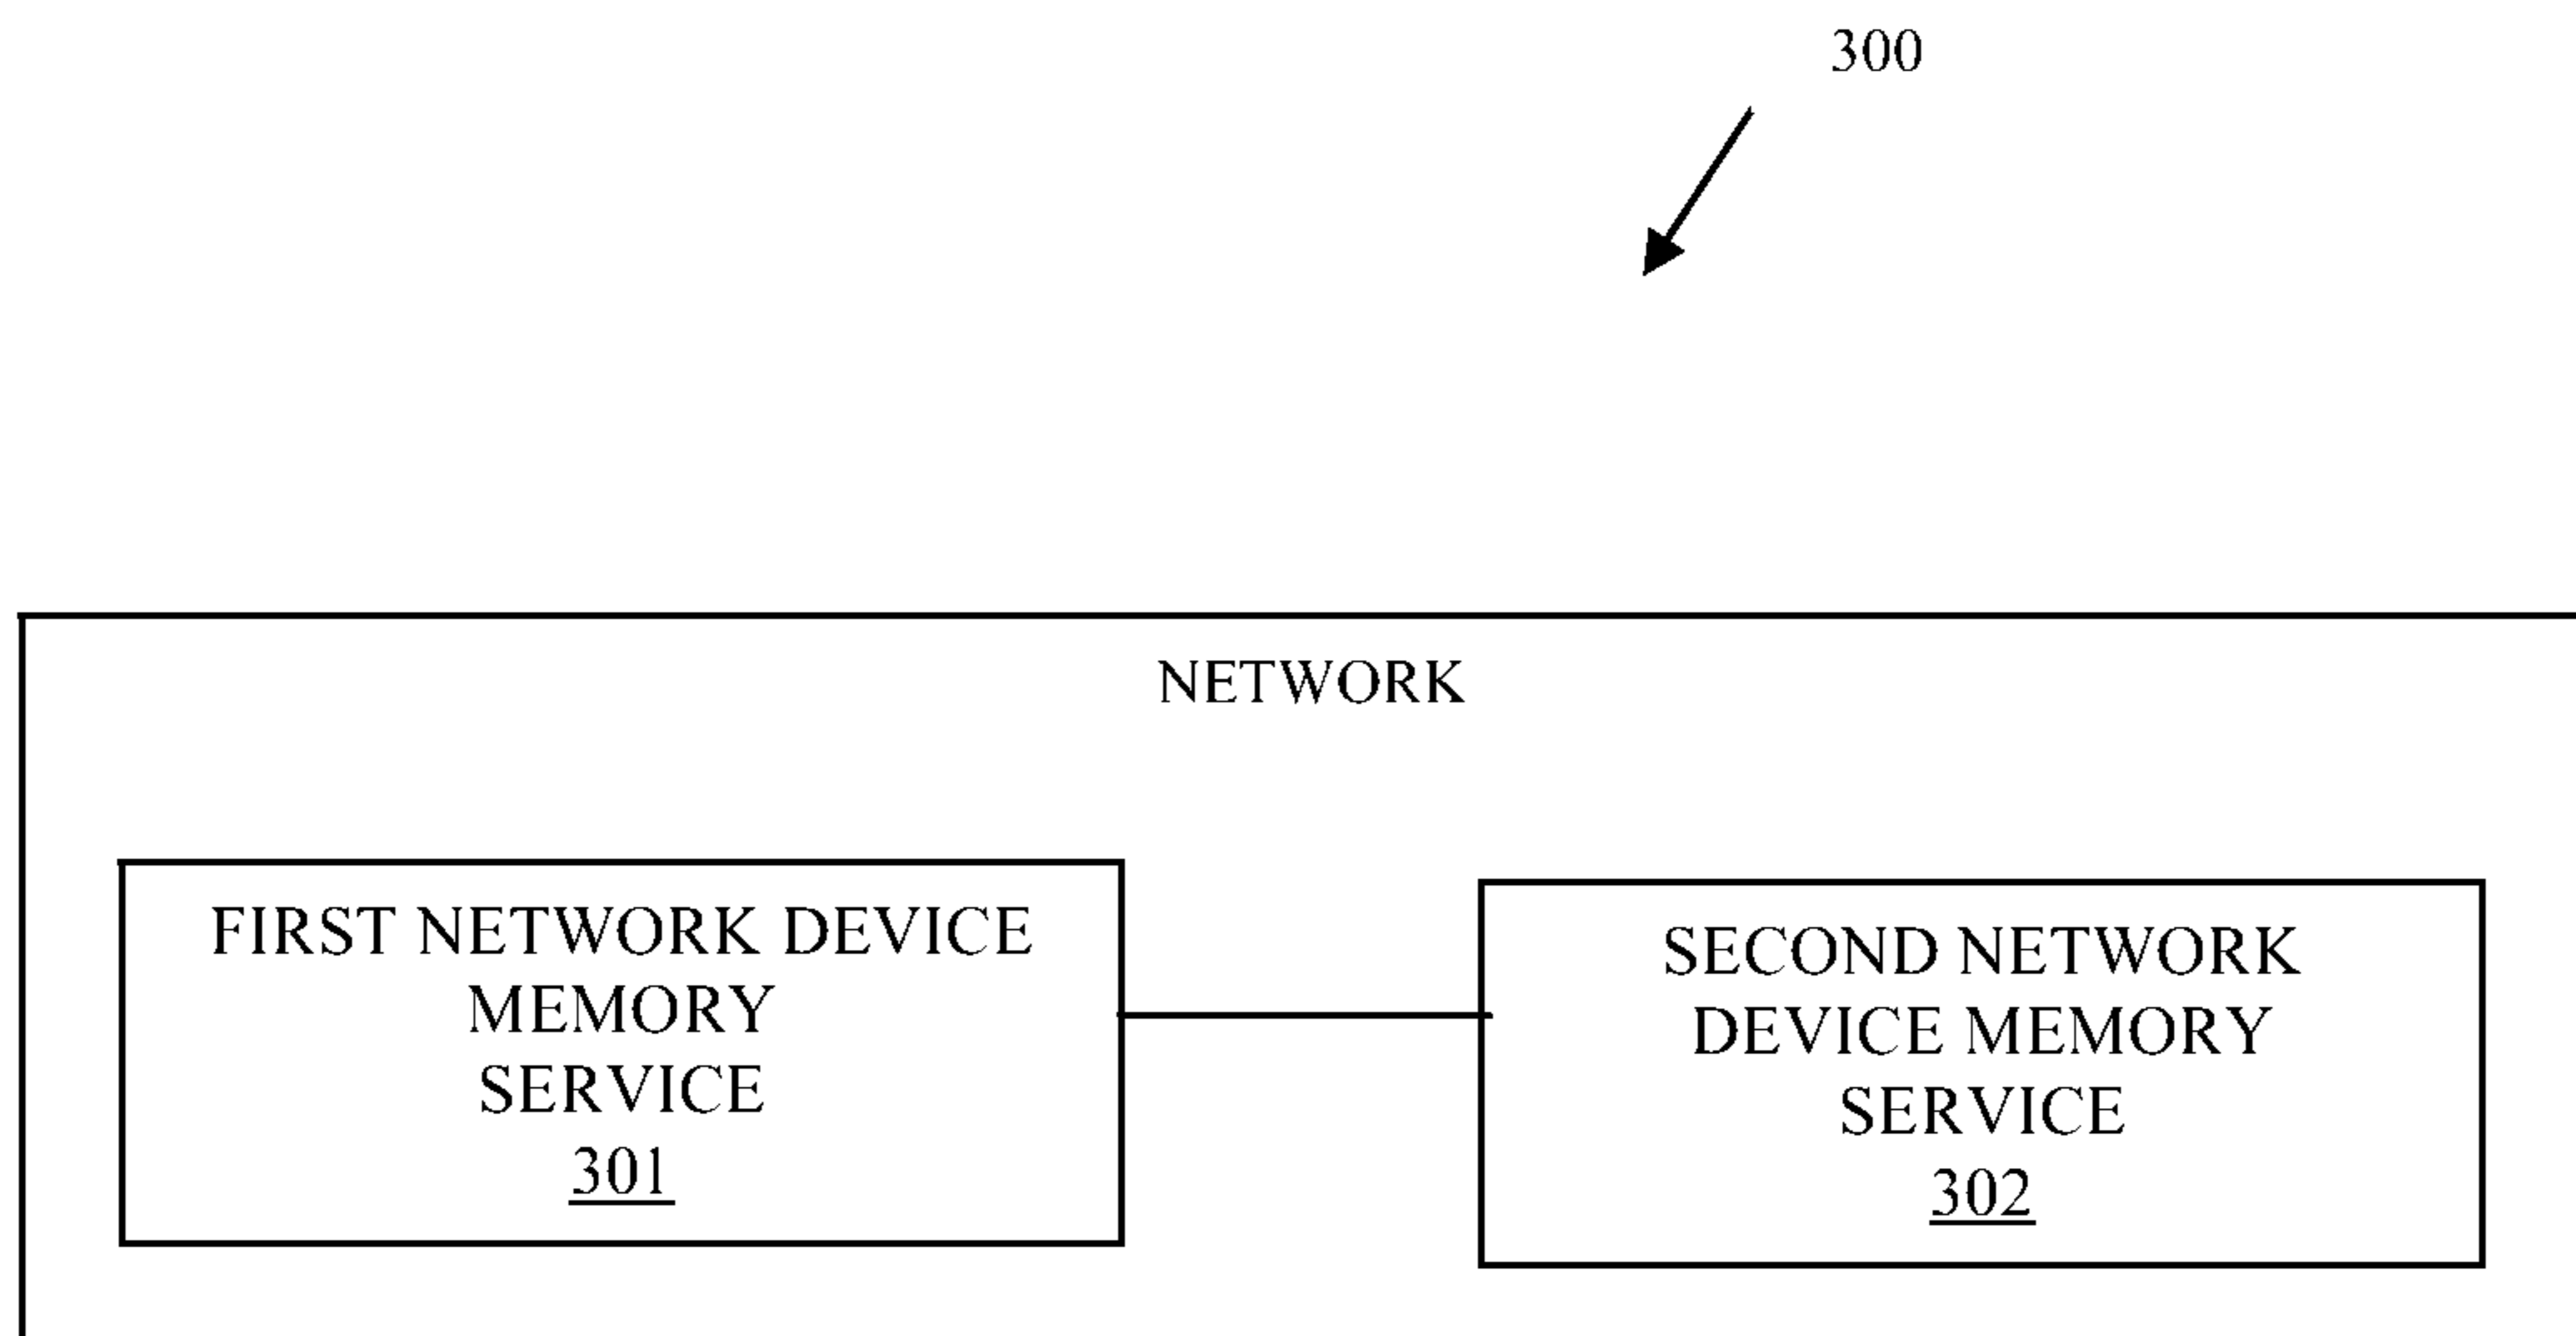 300
NETWORK
FIRST NETWORK DEVICE
MEMORY
SERVICE
301
SECOND NETWORK
DEVICE MEMORY
SERVICE
302